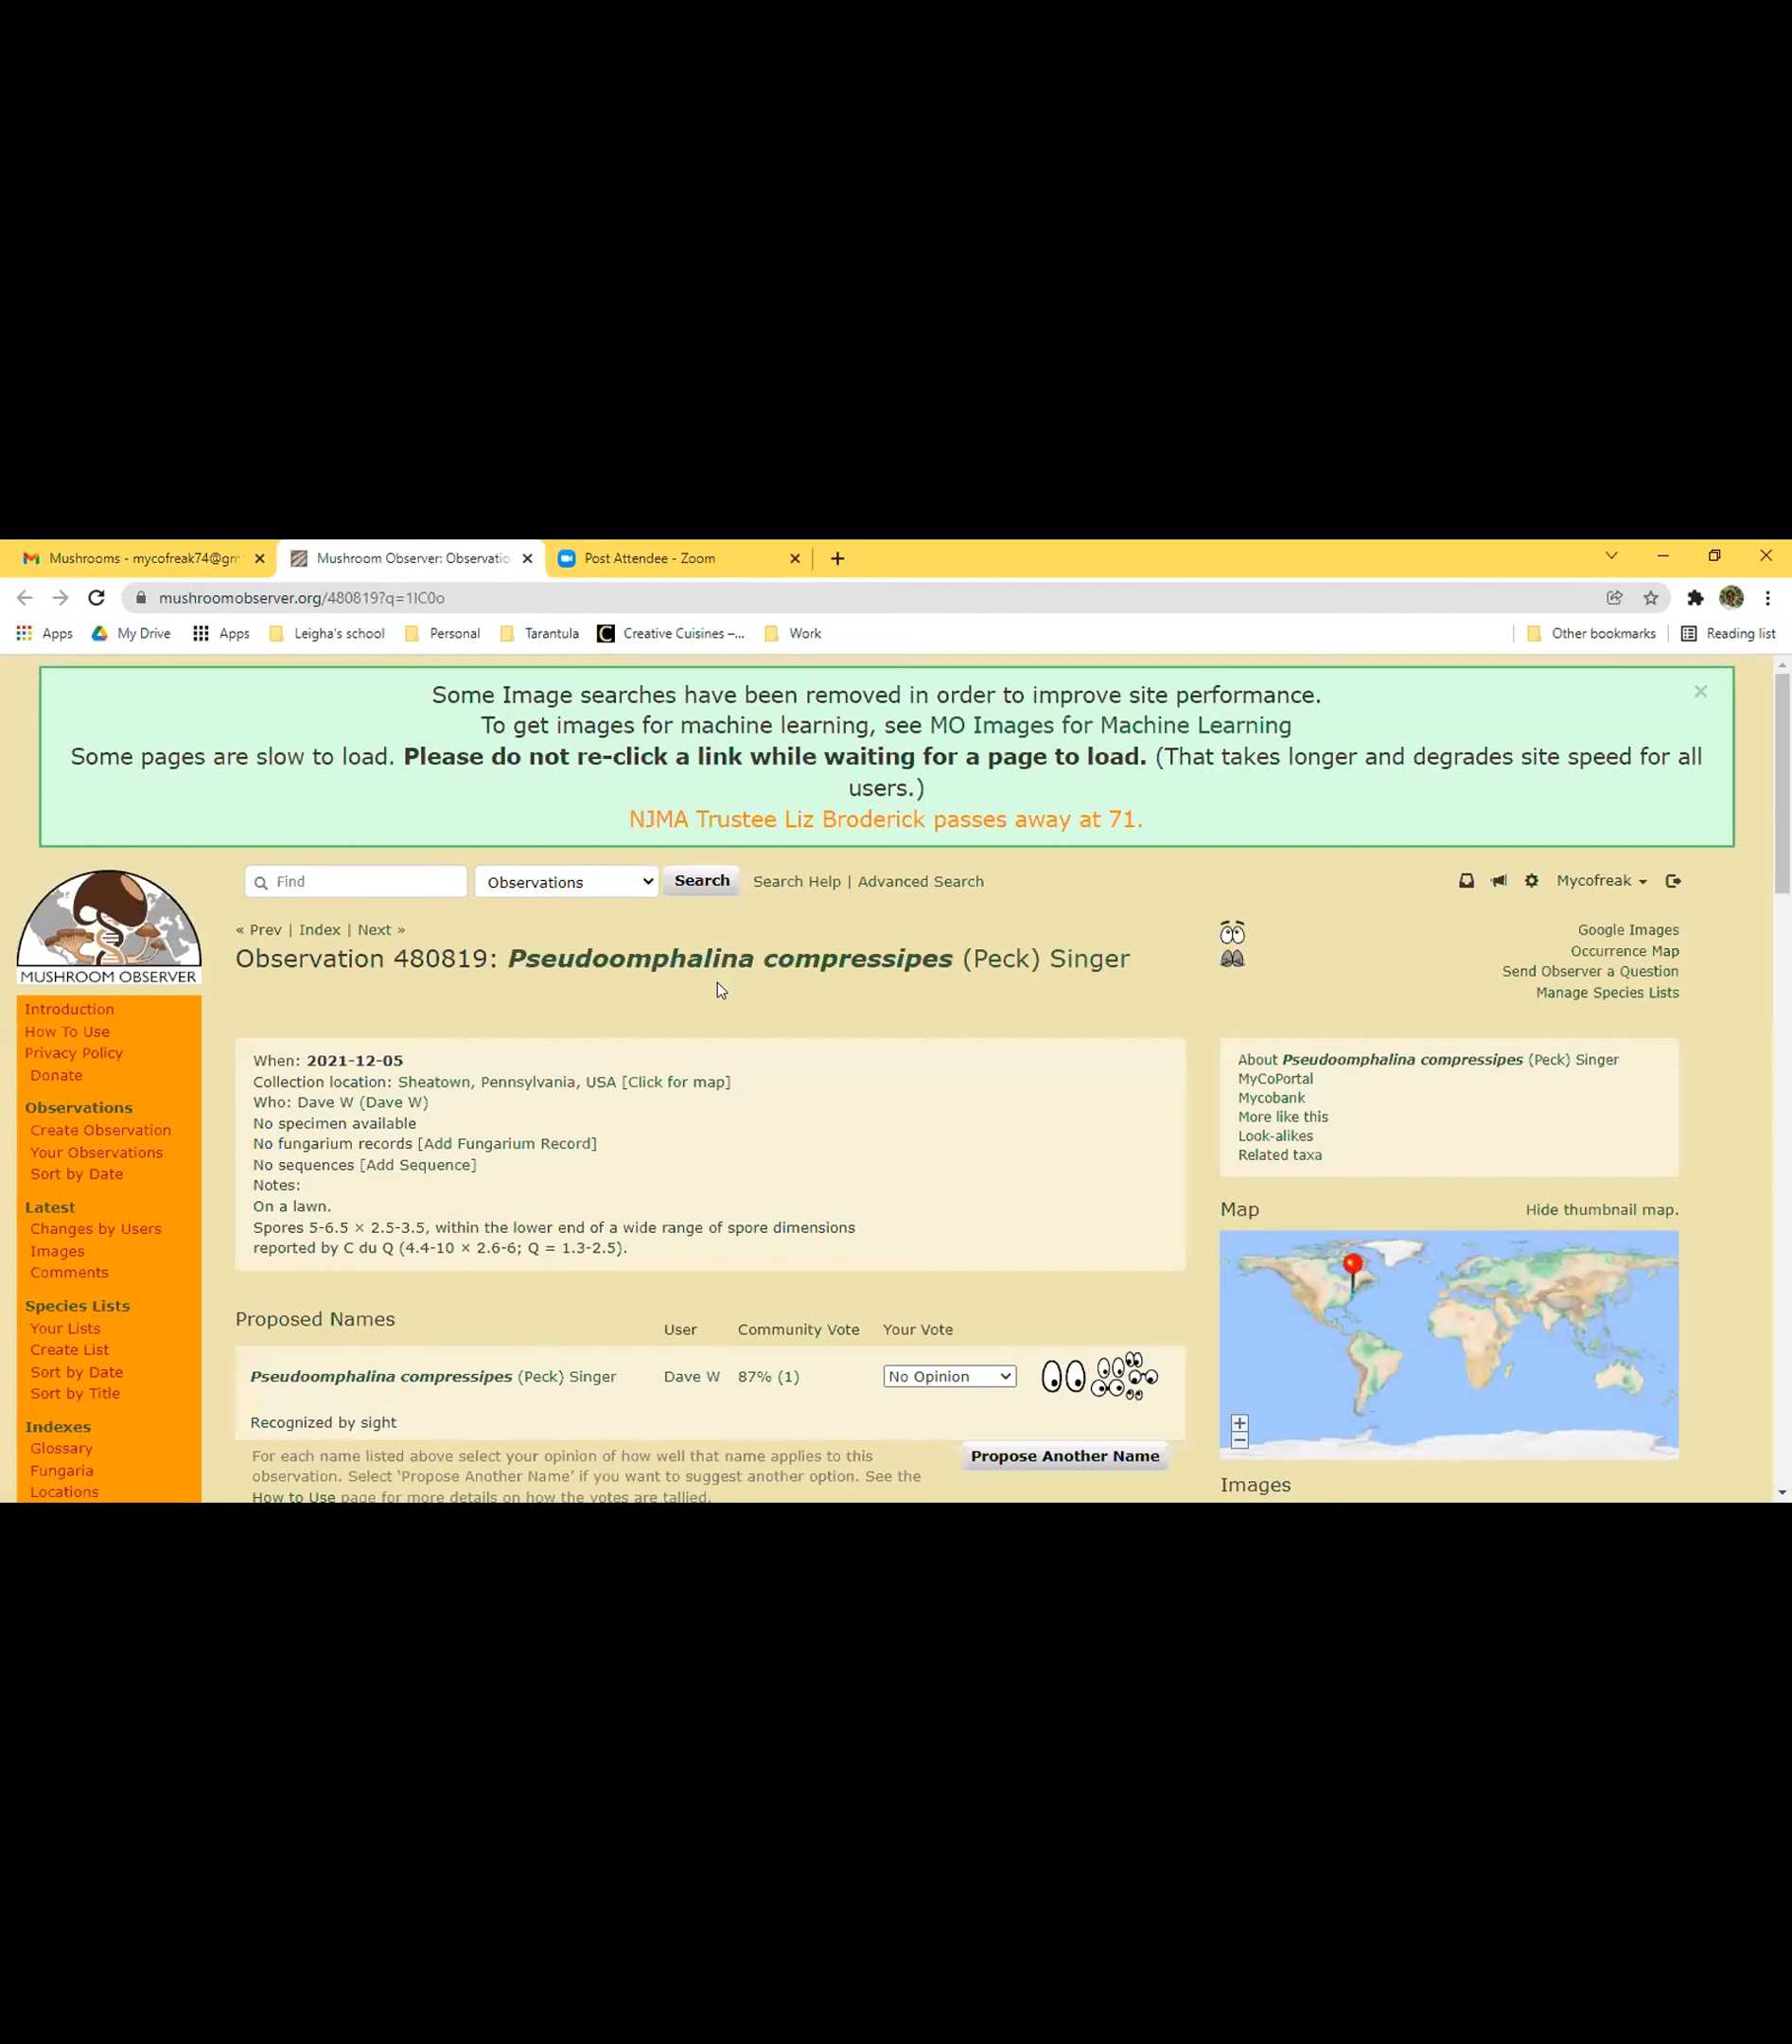 Mushrooms - mycofreak74@gm
Mushroom Observer: Observatio
Post Attendee - Zoom
mushroomobserver.org/480819?q=1lC0o
Apps
My Drive
Apps
Leigha's school
Personal
Tarantula
Creative Cuisines –...
Work
Other bookmarks
Reading list
Some Image searches have been removed in order to improve site performance.
To get images for machine learning, see MO Images for Machine Learning
Some pages are slow to load. Please do not re-click a link while waiting for a page to load. (That takes longer and degrades site speed for all
users.)
NJMA Trustee Liz Broderick passes away at 71.
MUSHROOM OBSERVER
Find
Observations
Search
Search Help | Advanced Search
Mycofreak
« Prev | Index | Next »
Observation 480819: Pseudoomphalina compressipes (Peck) Singer
Google Images
Occurrence Map
Send Observer a Question
Manage Species Lists
Introduction
How To Use
Privacy Policy
Donate
Observations
Create Observation
Your Observations
Sort by Date
Latest
Changes by Users
Images
Comments
Species Lists
Your Lists
Create List
Sort by Date
Sort by Title
Indexes
Glossary
Fungaria
Locations
When: 2021-12-05
Collection location: Sheatown, Pennsylvania, USA [Click for map]
Who: Dave W (Dave W)
No specimen available
No fungarium records [Add Fungarium Record]
No sequences [Add Sequence]
Notes:
On a lawn.
Spores 5-6.5 × 2.5-3.5, within the lower end of a wide range of spore dimensions
reported by C du Q (4.4-10 × 2.6-6; Q = 1.3-2.5).
Proposed Names
User
Community Vote
Your Vote
Pseudoomphalina compressipes (Peck) Singer
Dave W
87% (1)
No Opinion
Recognized by sight
For each name listed above select your opinion of how well that name applies to this
observation. Select ‘Propose Another Name’ if you want to suggest another option. See the
How to Use page for more details on how the votes are tallied.
Propose Another Name
About Pseudoomphalina compressipes (Peck) Singer
MyCoPortal
Mycobank
More like this
Look-alikes
Related taxa
Map
Hide thumbnail map.
+
−
Images